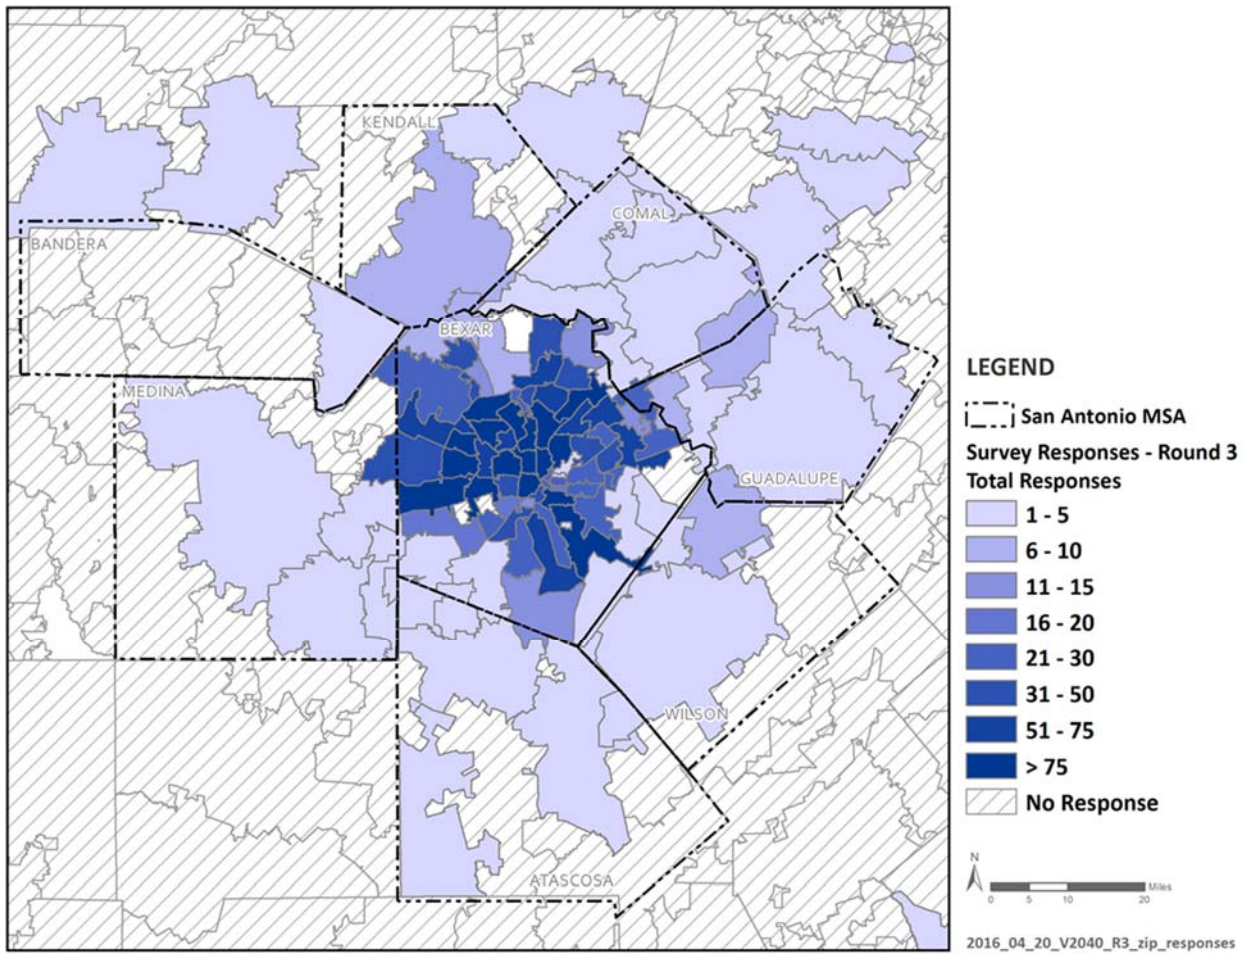 KENDALL
COMAL
BANDERA
BEXAR
MEDINA
GUADALUPE
WILSON
ATASCOSA
LEGEND
San Antonio MSA
Survey Responses - Round 3
Total Responses
1 - 5
6 - 10
11 - 15
16 - 20
21 - 30
31 - 50
51 - 75
> 75
No Response
N
Miles
0 5 10 20
2016_04_20_V2040_R3_zip_responses